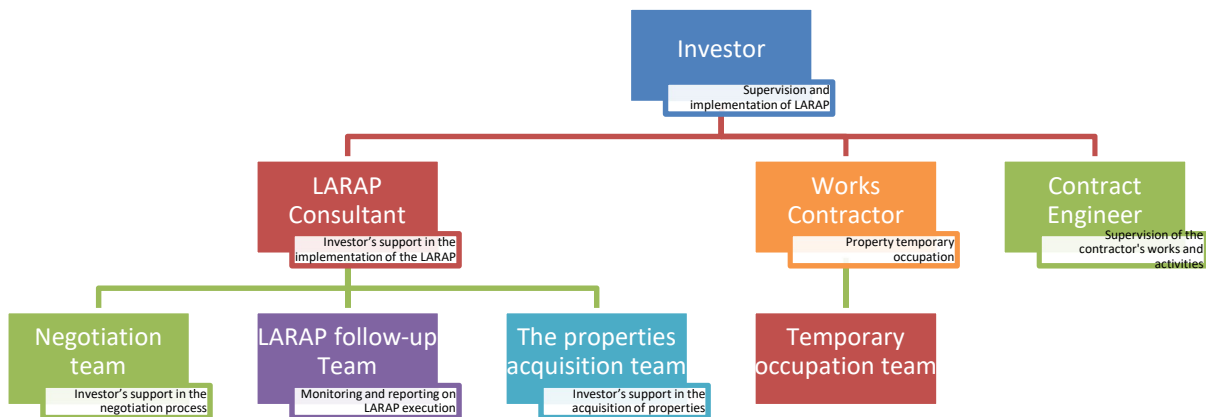 Investor
Supervision and
implementation of LARAP
LARAP
Consultant
Investor's support in the
implementation of the LARAP
Works
Contractor
Property temporary
occupation
Contract
Engineer
Supervision of the
contractor's works and
activities
Negotiation
team
Investor's support in the
negotiation process
LARAP follow-up
Team
Monitoring and reporting on
LARAP execution
The properties
acquisition team
Investor's support in the
acquisition of properties
Temporary
occupation team